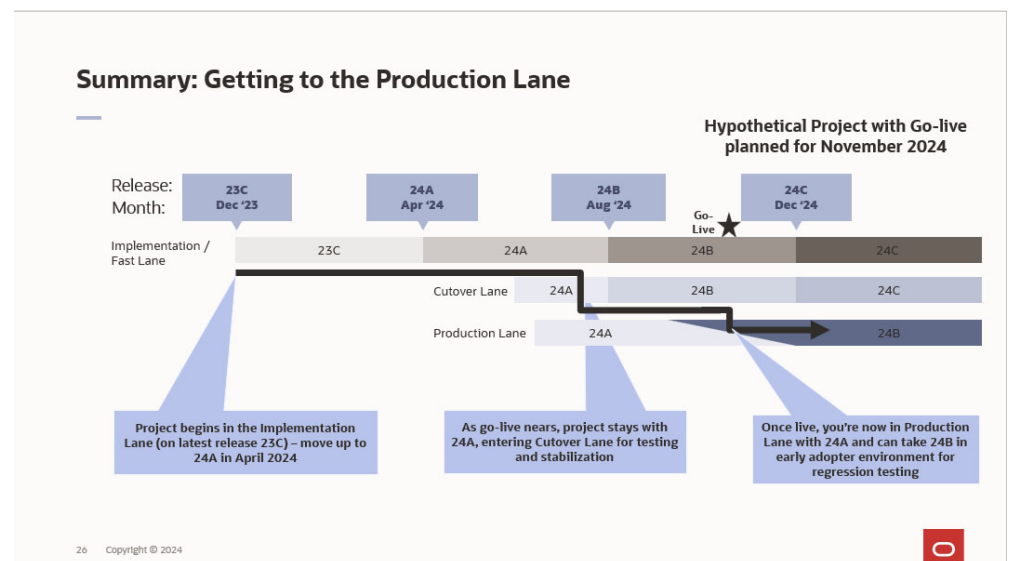 Summary: Getting to the Production Lane
Hypothetical Project with Go-live
planned for November 2024
Release:
Month:
23C
Dec ‘23
24A
Apr ‘24
24B
Aug ‘24
24C
Dec ‘24
Go-
Live
Implementation /
Fast Lane
23C
24A
24B
24C
Cutover Lane
24A
24B
24C
Production Lane
24A
24B
Project begins in the Implementation
Lane (on latest release 23C) – move up to
24A in April 2024
As go-live nears, project stays with
24A, entering Cutover Lane for testing
and stabilization
Once live, you’re now in Production
Lane with 24A and can take 24B in
early adopter environment for
regression testing
26 Copyright © 2024